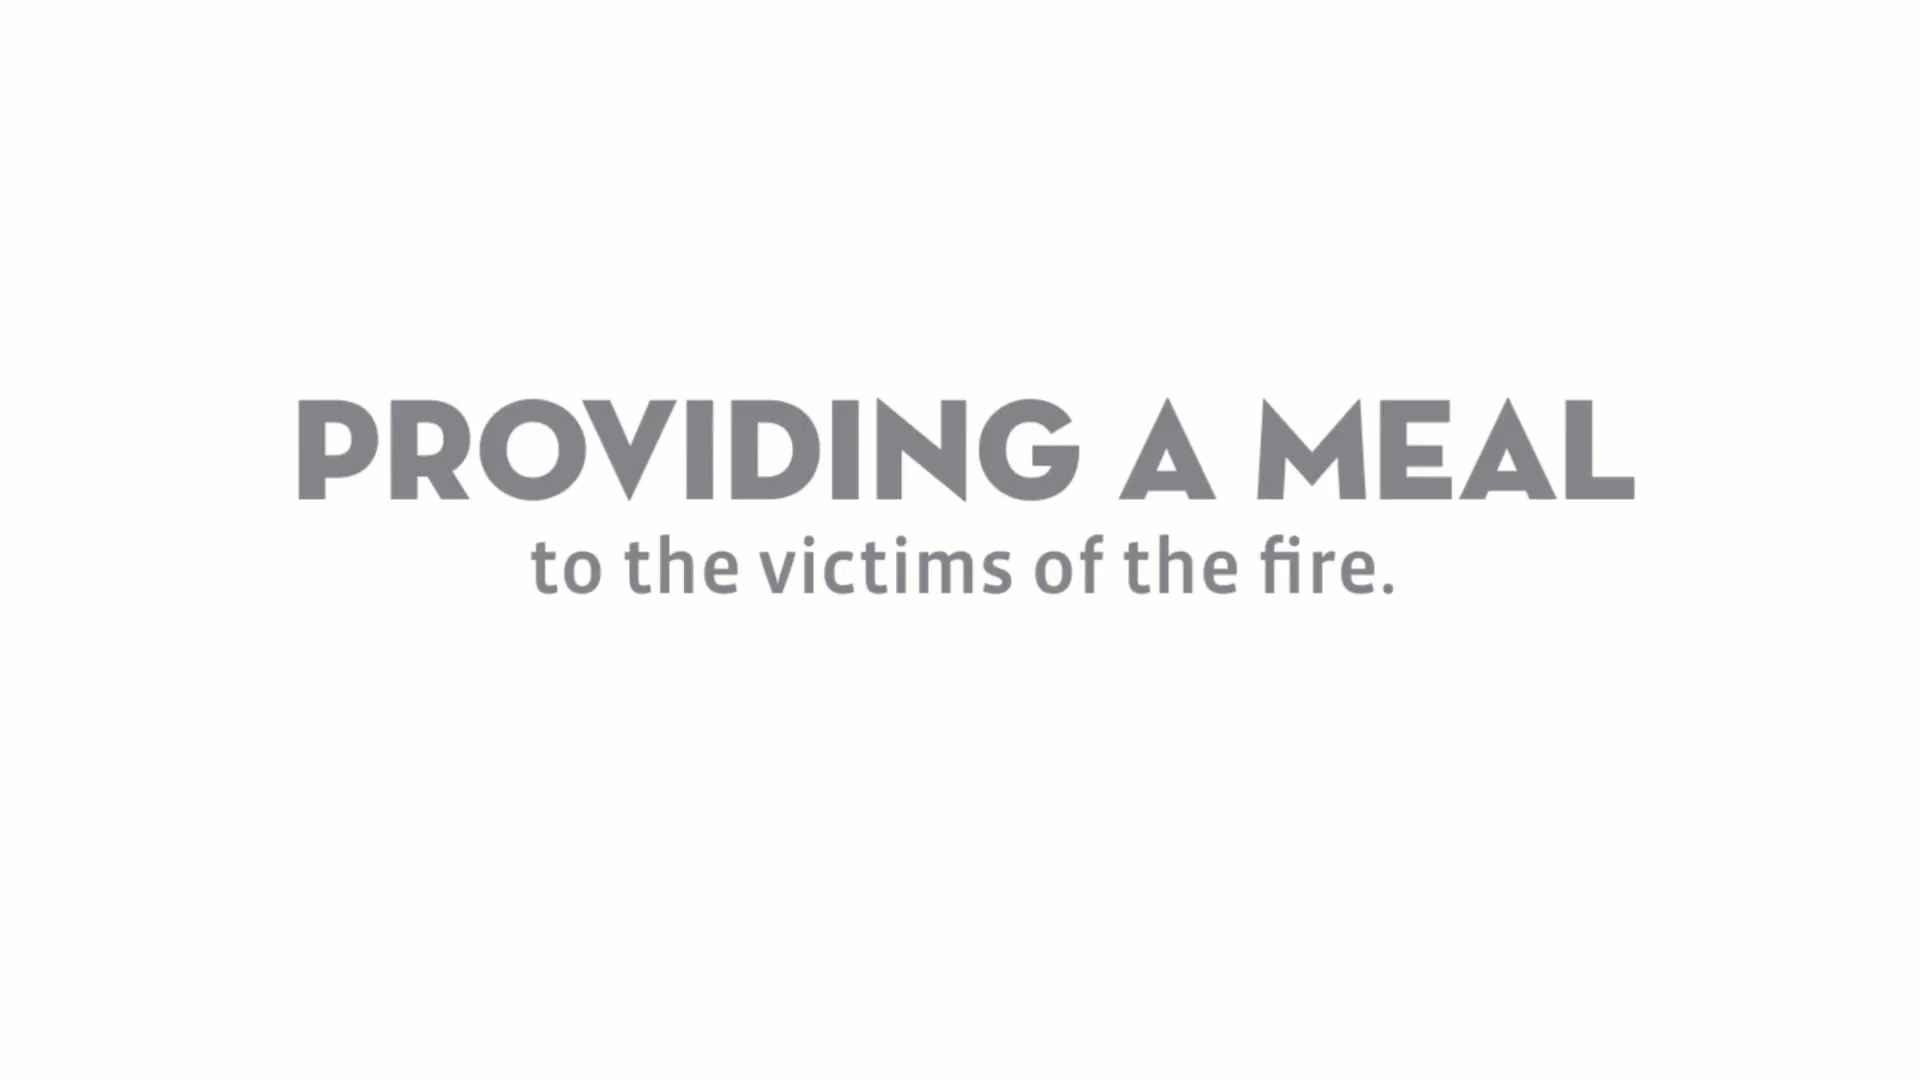 PROVIDING A MEAL
to the victims of the fire.